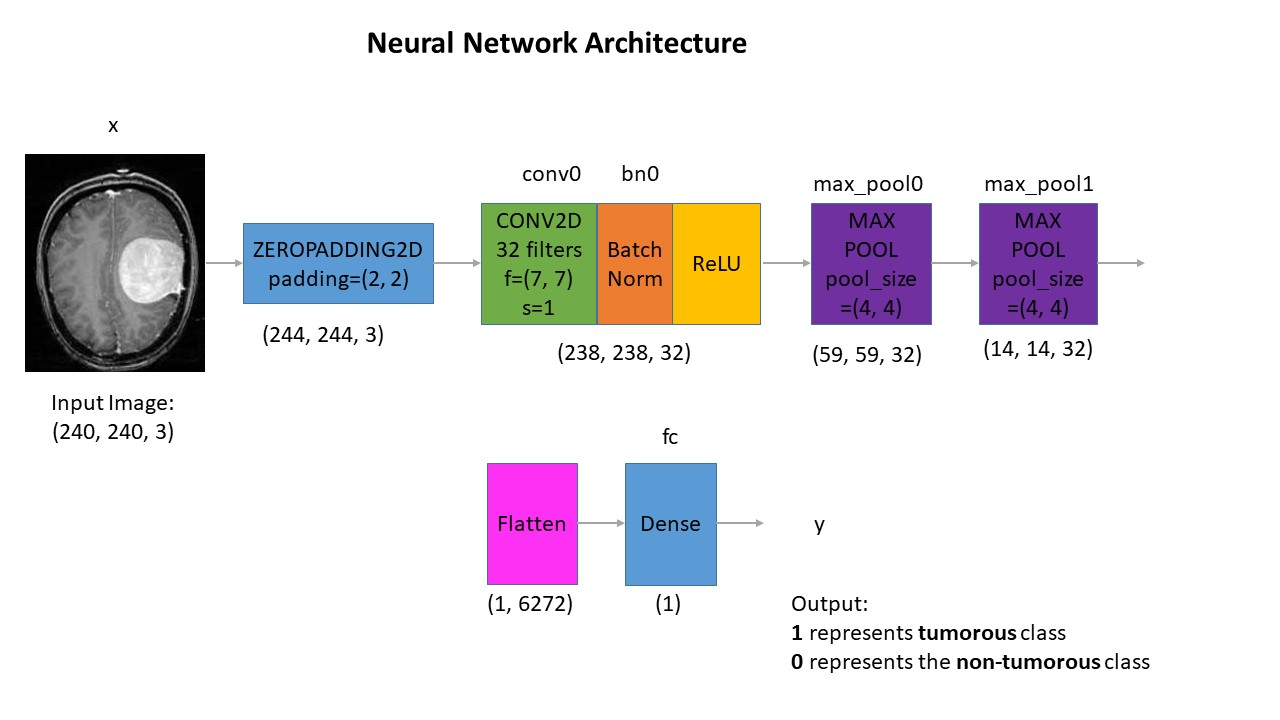 Neural Network Architecture
x
Input Image:
(240, 240, 3)
ZEROPADDING2D
padding=(2, 2)
(244, 244, 3)
conv0
bn0
CONV2D
32 filters
f=(7, 7)
s=1
Batch
Norm
ReLU
(238, 238, 32)
max_pool0
MAX
POOL
pool_size
=(4, 4)
(59, 59, 32)
max_pool1
MAX
POOL
pool_size
=(4, 4)
(14, 14, 32)
Flatten
(1, 6272)
fc
Dense
(1)
y
Output:
1 represents tumorous class
0 represents the non-tumorous class